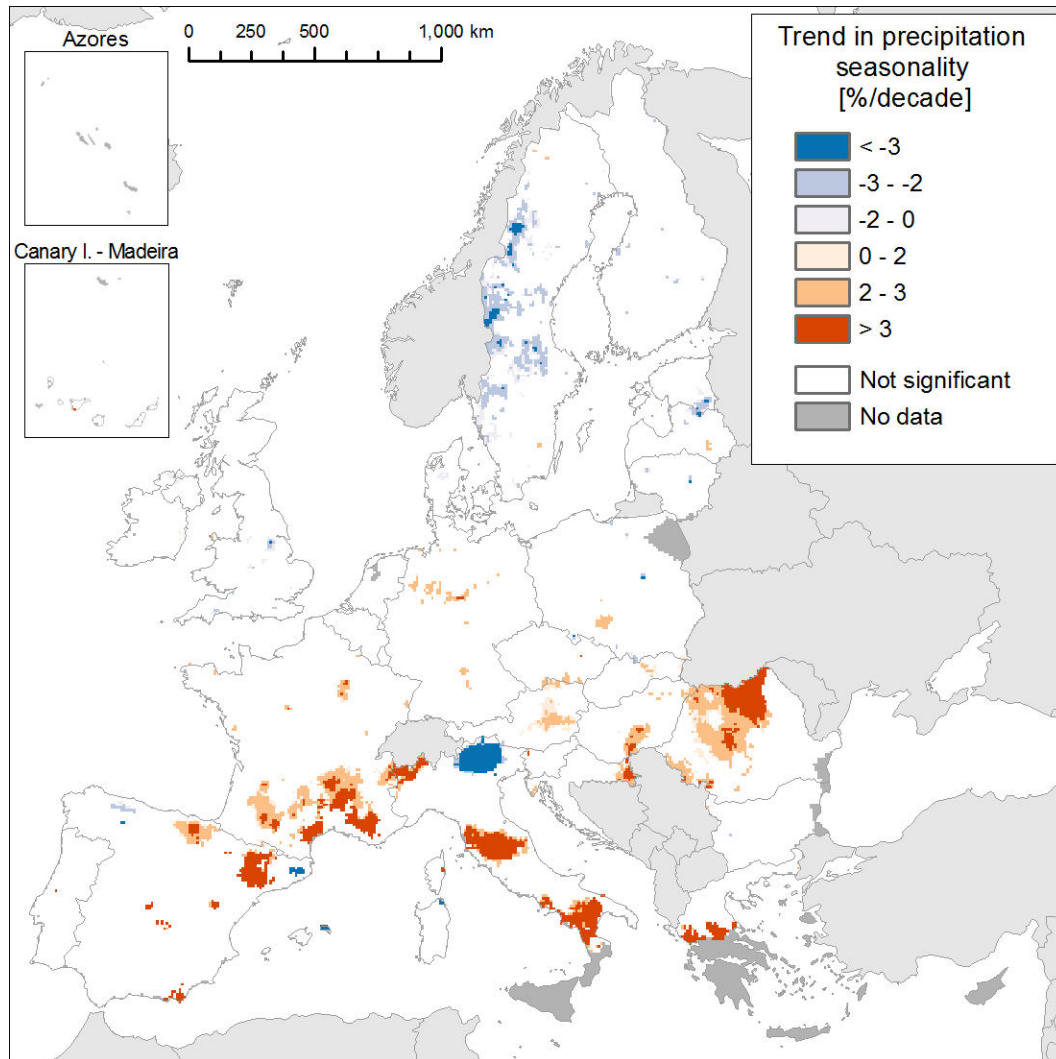 Azores
0 250 500 1,000 km
Canary I. - Madeira
Trend in precipitation
seasonality
[%/decade]
< -3
-3 - -2
-2 - 0
0 - 2
2 - 3
> 3
Not significant
No data